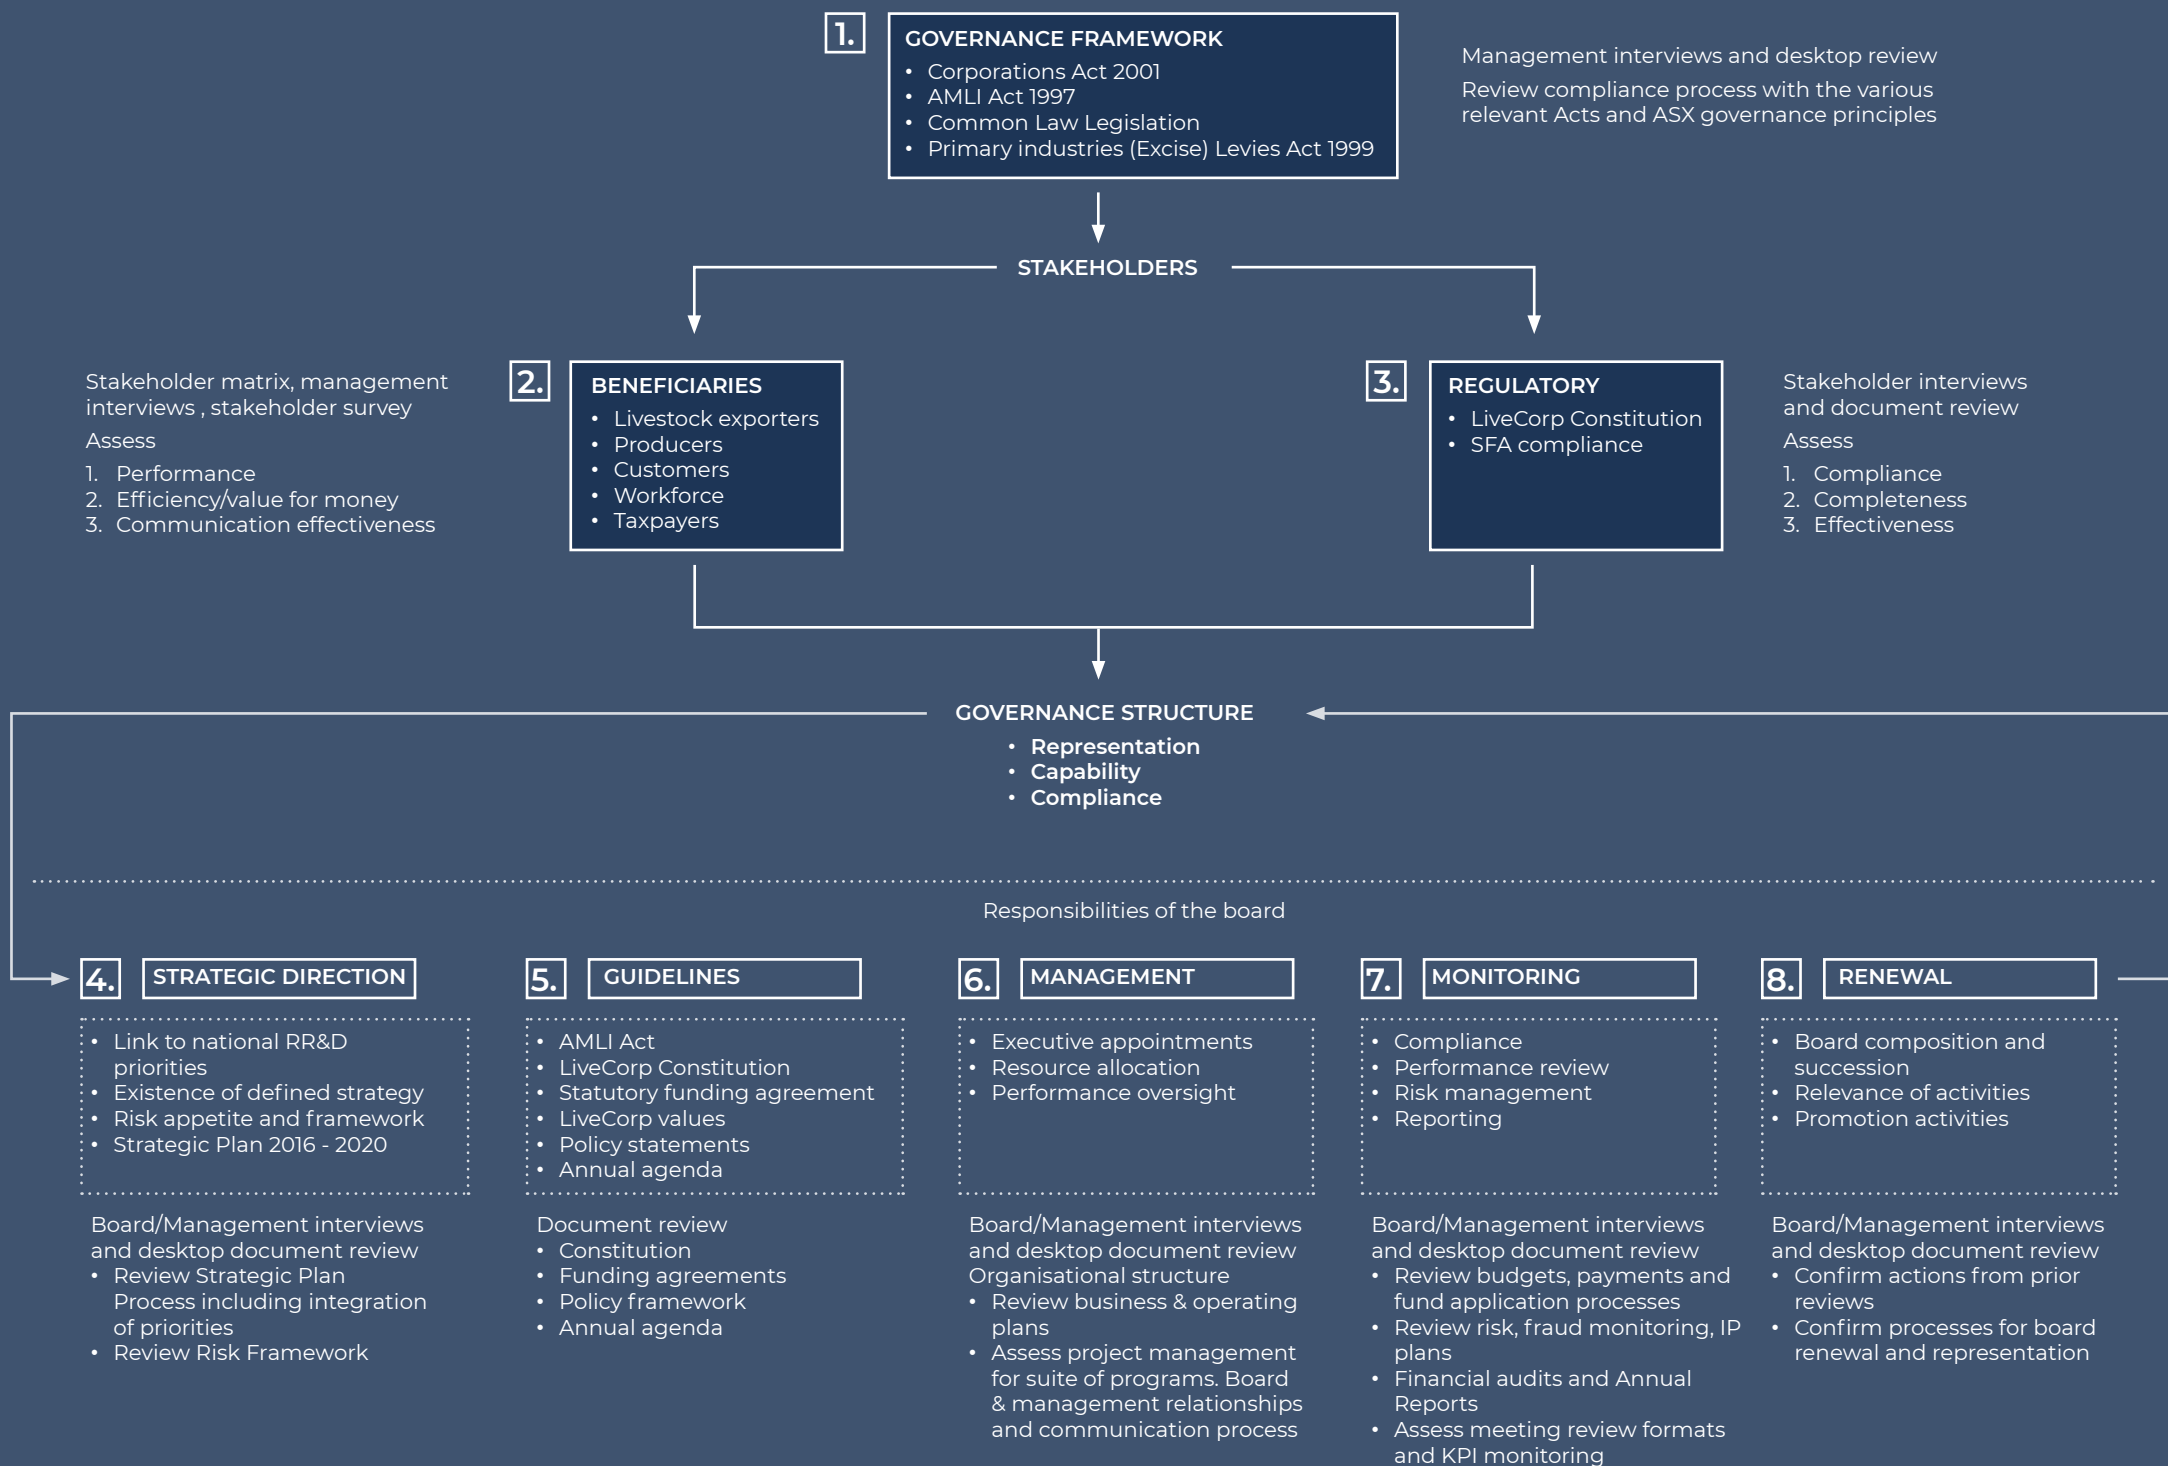 1.
GOVERNANCE FRAMEWORK
• Corporations Act 2001
• AMLI Act 1997
• Common Law Legislation
• Primary industries (Excise) Levies Act 1999
Management interviews and desktop review
Review compliance process with the various
relevant Acts and ASX governance principles
STAKEHOLDERS
Stakeholder matrix, management
interviews , stakeholder survey
Assess
1. Performance
2. Efficiency/value for money
3. Communication effectiveness
2.
BENEFICIARIES
• Livestock exporters
• Producers
• Customers
• Workforce
• Taxpayers
3.
REGULATORY
• LiveCorp Constitution
• SFA compliance
Stakeholder interviews
and document review
Assess
1. Compliance
2. Completeness
3. Effectiveness
GOVERNANCE STRUCTURE
• Representation
• Capability
• Compliance
Responsibilities of the board
4. STRATEGIC DIRECTION
• Link to national RR&D
priorities
• Existence of defined strategy
• Risk appetite and framework
• Strategic Plan 2016 - 2020
Board/Management interviews
and desktop document review
• Review Strategic Plan
Process including integration
of priorities
• Review Risk Framework
5. GUIDELINES
• AMLI Act
• LiveCorp Constitution
• Statutory funding agreement
• LiveCorp values
• Policy statements
• Annual agenda
Document review
• Constitution
• Funding agreements
• Policy framework
• Annual agenda
6. MANAGEMENT
• Executive appointments
• Resource allocation
• Performance oversight
Board/Management interviews
and desktop document review
Organisational structure
• Review business & operating
plans
• Assess project management
for suite of programs. Board
& management relationships
and communication process
7. MONITORING
• Compliance
• Performance review
• Risk management
• Reporting
Board/Management interviews
and desktop document review
• Review budgets, payments and
fund application processes
• Review risk, fraud monitoring, IP
plans
• Financial audits and Annual
Reports
• Assess meeting review formats
and KPI monitoring
8. RENEWAL
• Board composition and
succession
• Relevance of activities
• Promotion activities
Board/Management interviews
and desktop document review
• Confirm actions from prior
reviews
• Confirm processes for board
renewal and representation